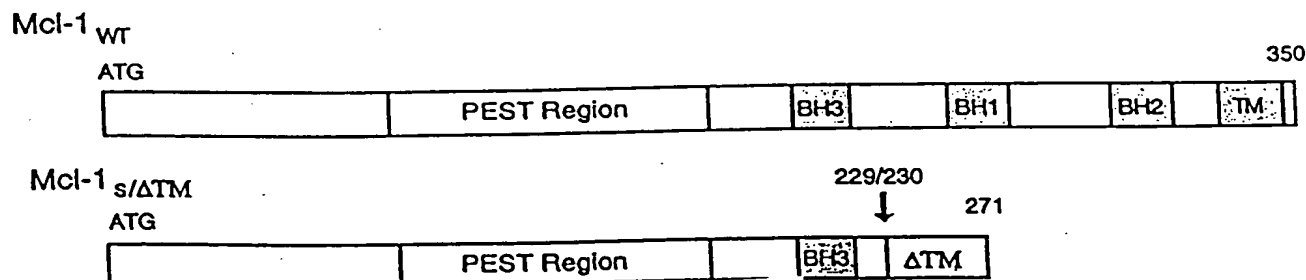 Mcl-1 WT
ATG
350
PEST Region BH3 BH1 BH2 TM
Mcl-1 s/ΔTM
ATG
229/230
271
PEST Region BH3 ΔTM